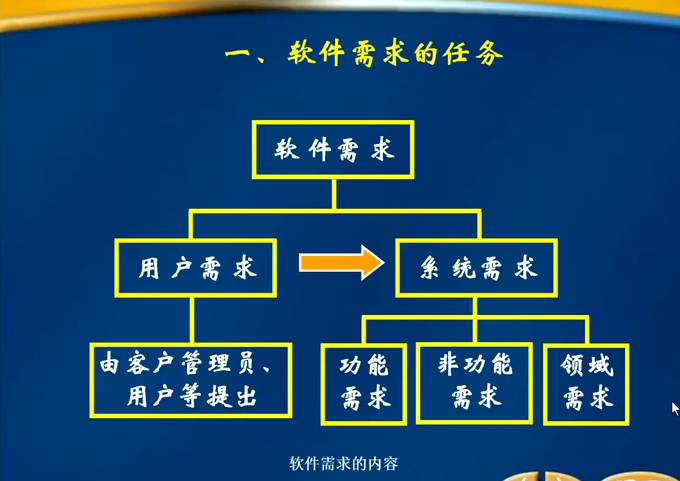 一、软件需求的任务
软件需求
用户需求
系统需求
由客户管理员、
用户等提出
功能
需求
非功能
需求
领域
需求
软件需求的内容